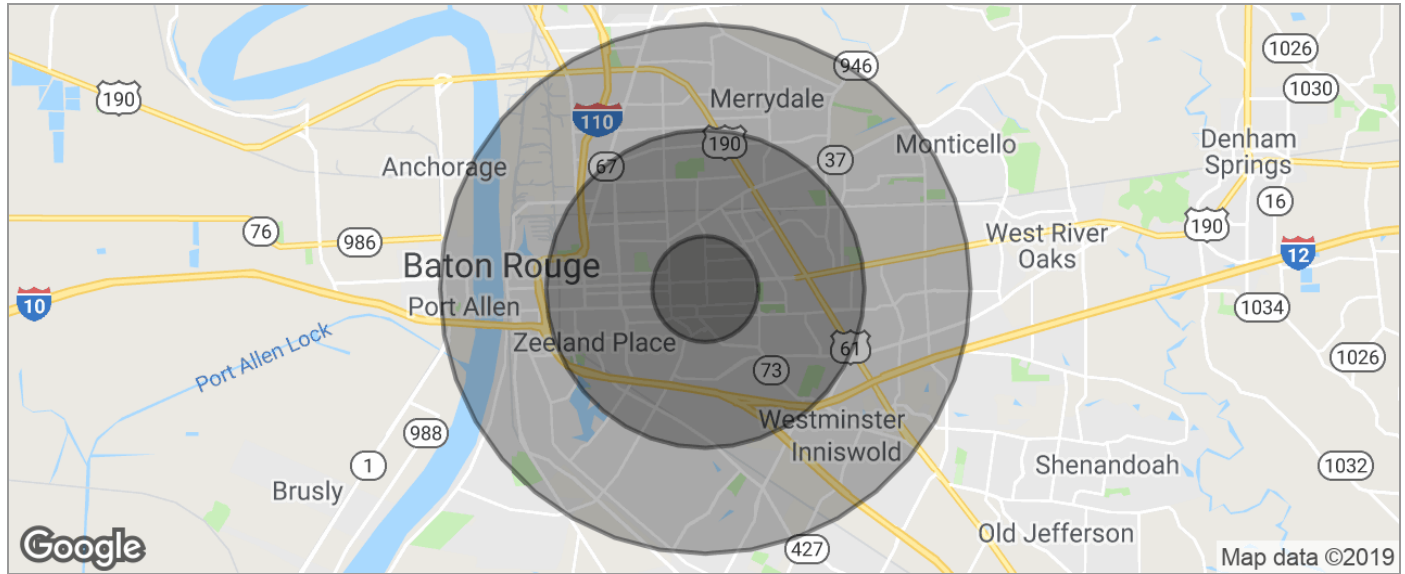 946
1026
1030
190
Merrydale
110
190
Monticello
Denham
Springs
Anchorage
67
37
16
76
986
190
West River
Oaks
12
Baton Rouge
10
Port Allen
1034
Zeeland Place
61
1026
Port Allen Lock
73
Westminster
988
Inniswold
1
Shenandoah
1032
Brusly
Old Jefferson
427
Google
Map data ©2019